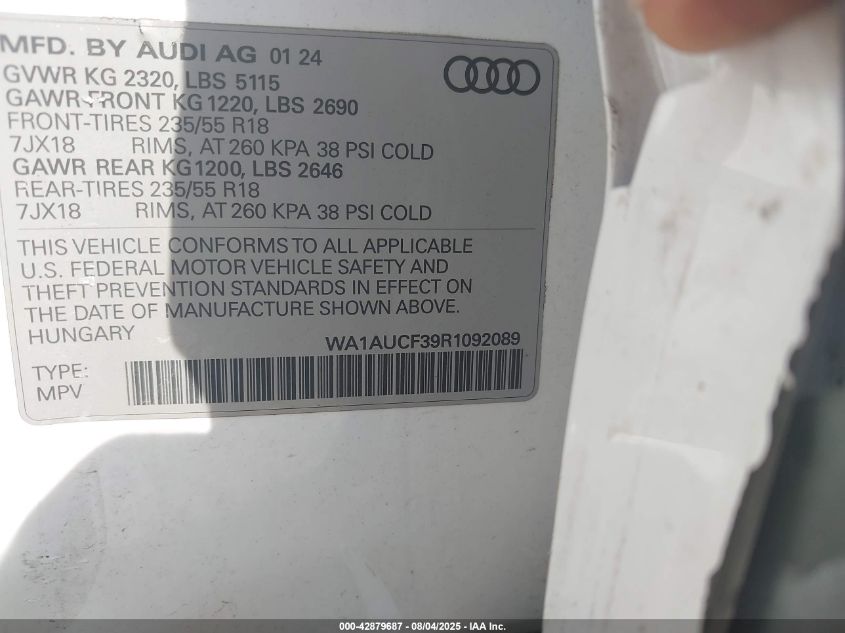 MFD. BY AUDI AG 01 24
GVWR KG 2320, LBS 5115
GAWR FRONT KG 1220, LBS 2690
FRONT-TIRES 235/55 R18
7JX18 RIMS, AT 260 KPA 38 PSI COLD
GAWR REAR KG1200, LBS 2646
REAR-TIRES 235/55 R18
7JX18 RIMS, AT 260 KPA 38 PSI COLD
THIS VEHICLE CONFORMS TO ALL APPLICABLE
U.S. FEDERAL MOTOR VEHICLE SAFETY AND
THEFT PREVENTION STANDARDS IN EFFECT ON
THE DATE OF MANUFACTURE SHOWN ABOVE.
HUNGARY
WA1AUCF39R1092089
TYPE:
MPV
000-42879687 - 08/04/2025 - IAA Inc.